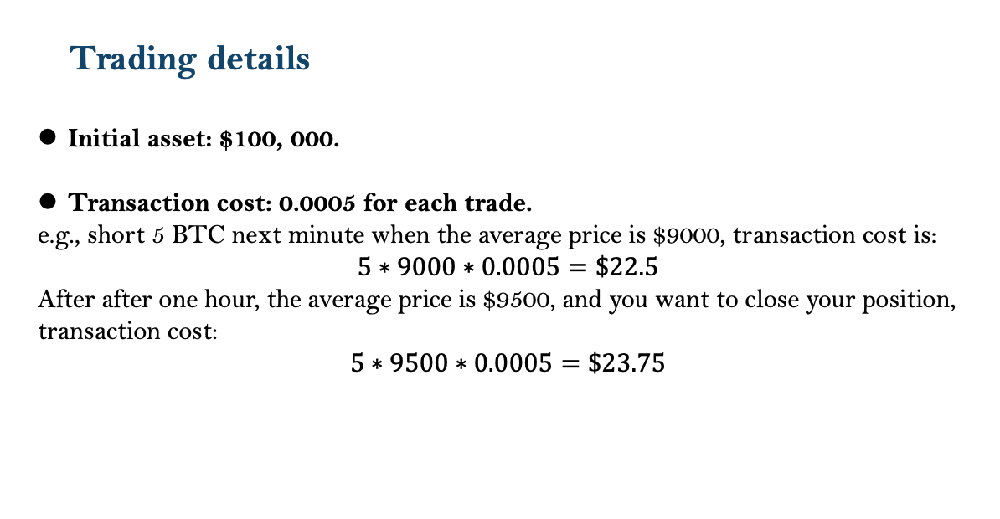 Trading details
● Initial asset: $100, 000.
● Transaction cost: 0.0005 for each trade.
e.g., short 5 BTC next minute when the average price is $9000, transaction cost is:
5 ∗ 9000 ∗ 0.0005 = $22.5
After after one hour, the average price is $9500, and you want to close your position,
transaction cost:
5 ∗ 9500 ∗ 0.0005 = $23.75